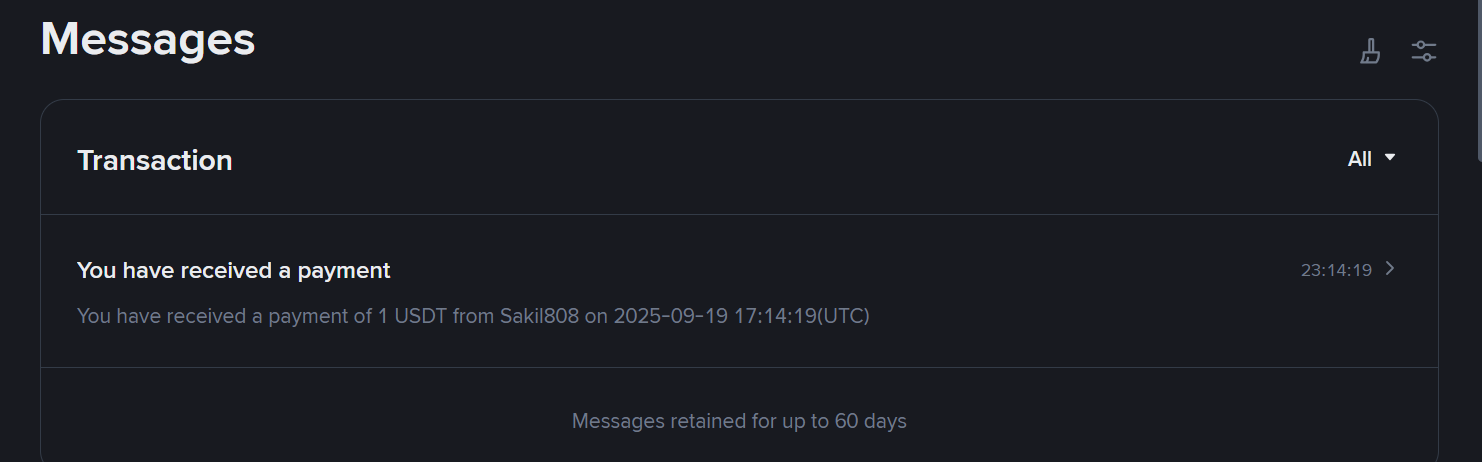 Messages
Transaction
All
You have received a payment
23:14:19
You have received a payment of 1 USDT from Sakil808 on 2025-09-19 17:14:19(UTC)
Messages retained for up to 60 days